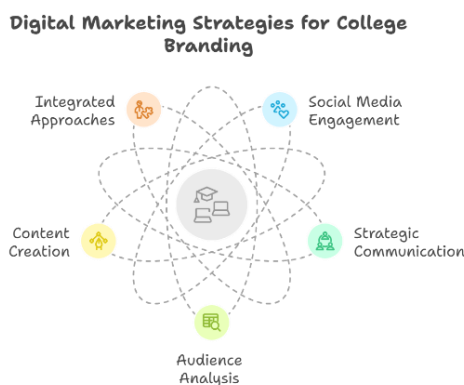 Digital Marketing Strategies for College
Branding
Integrated
Approaches
Social Media
Engagement
Content
Creation
Strategic
Communication
Audience
Analysis